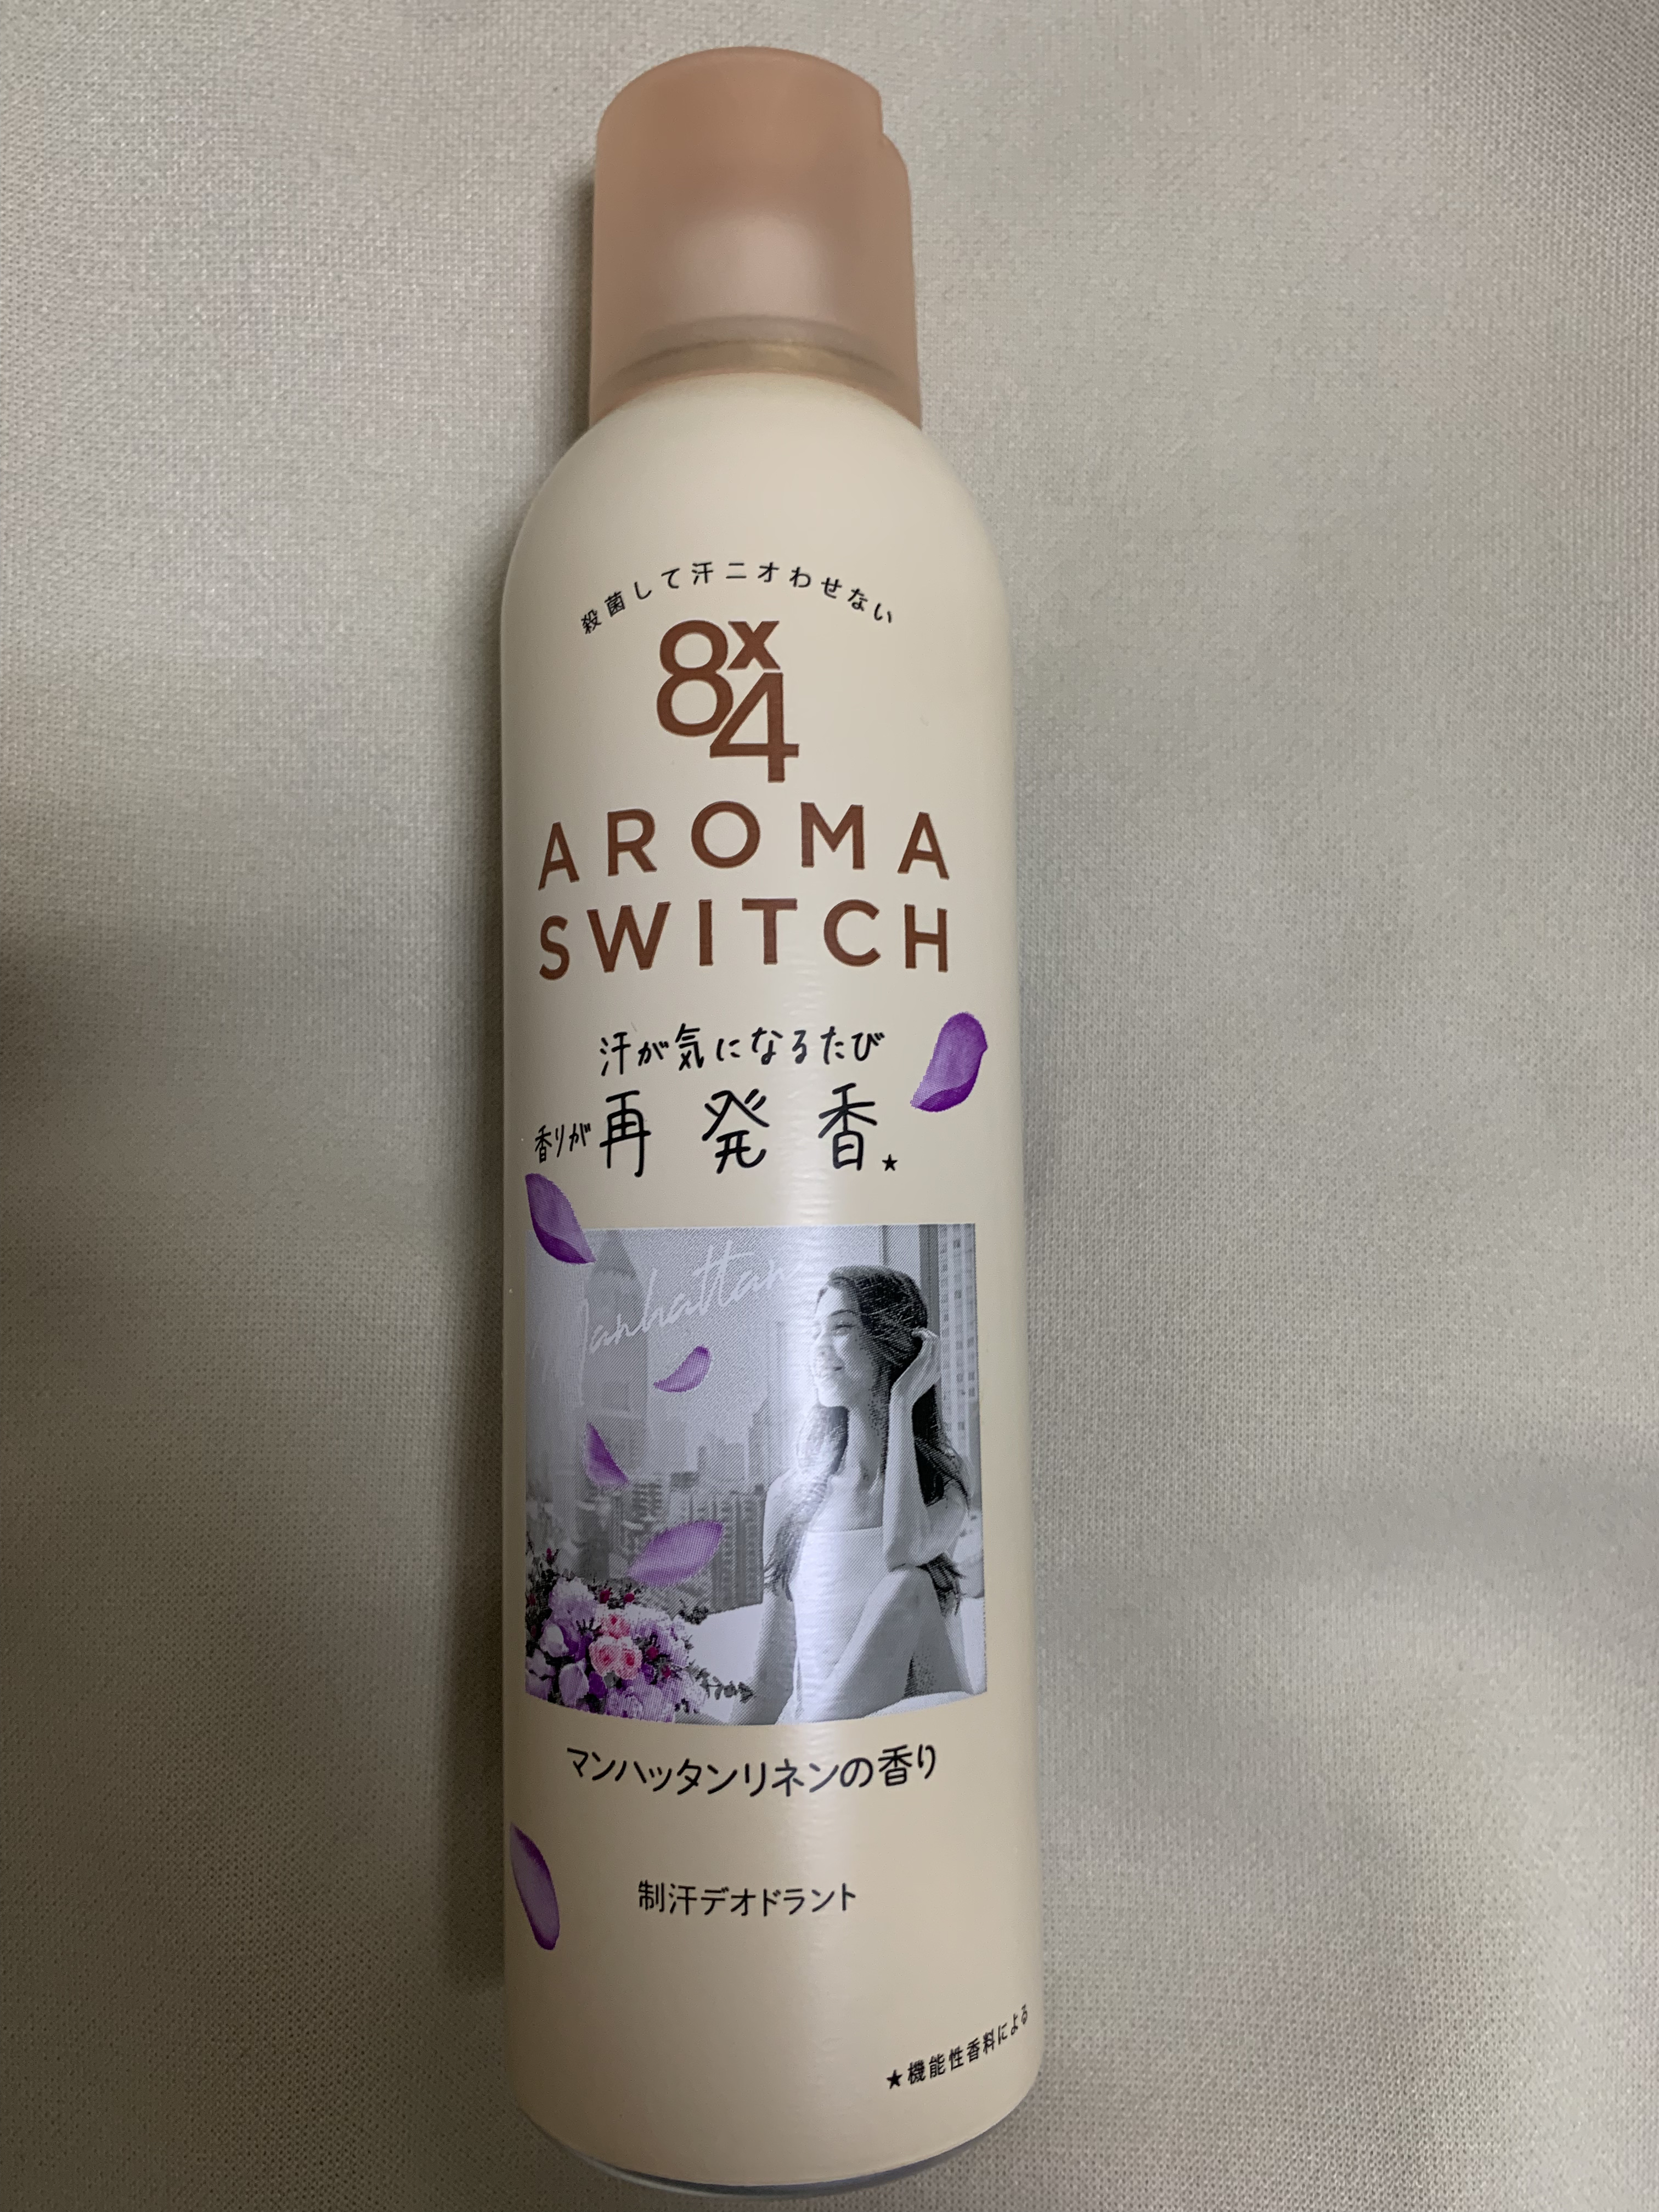 殺菌して汗ニオわせない
8x4
AROMA
SWITCH
汗が気になるたび
香りが再発香★
Manhattan
マンハッタンリネンの香り
制汗デオドラント
★機能性香料による